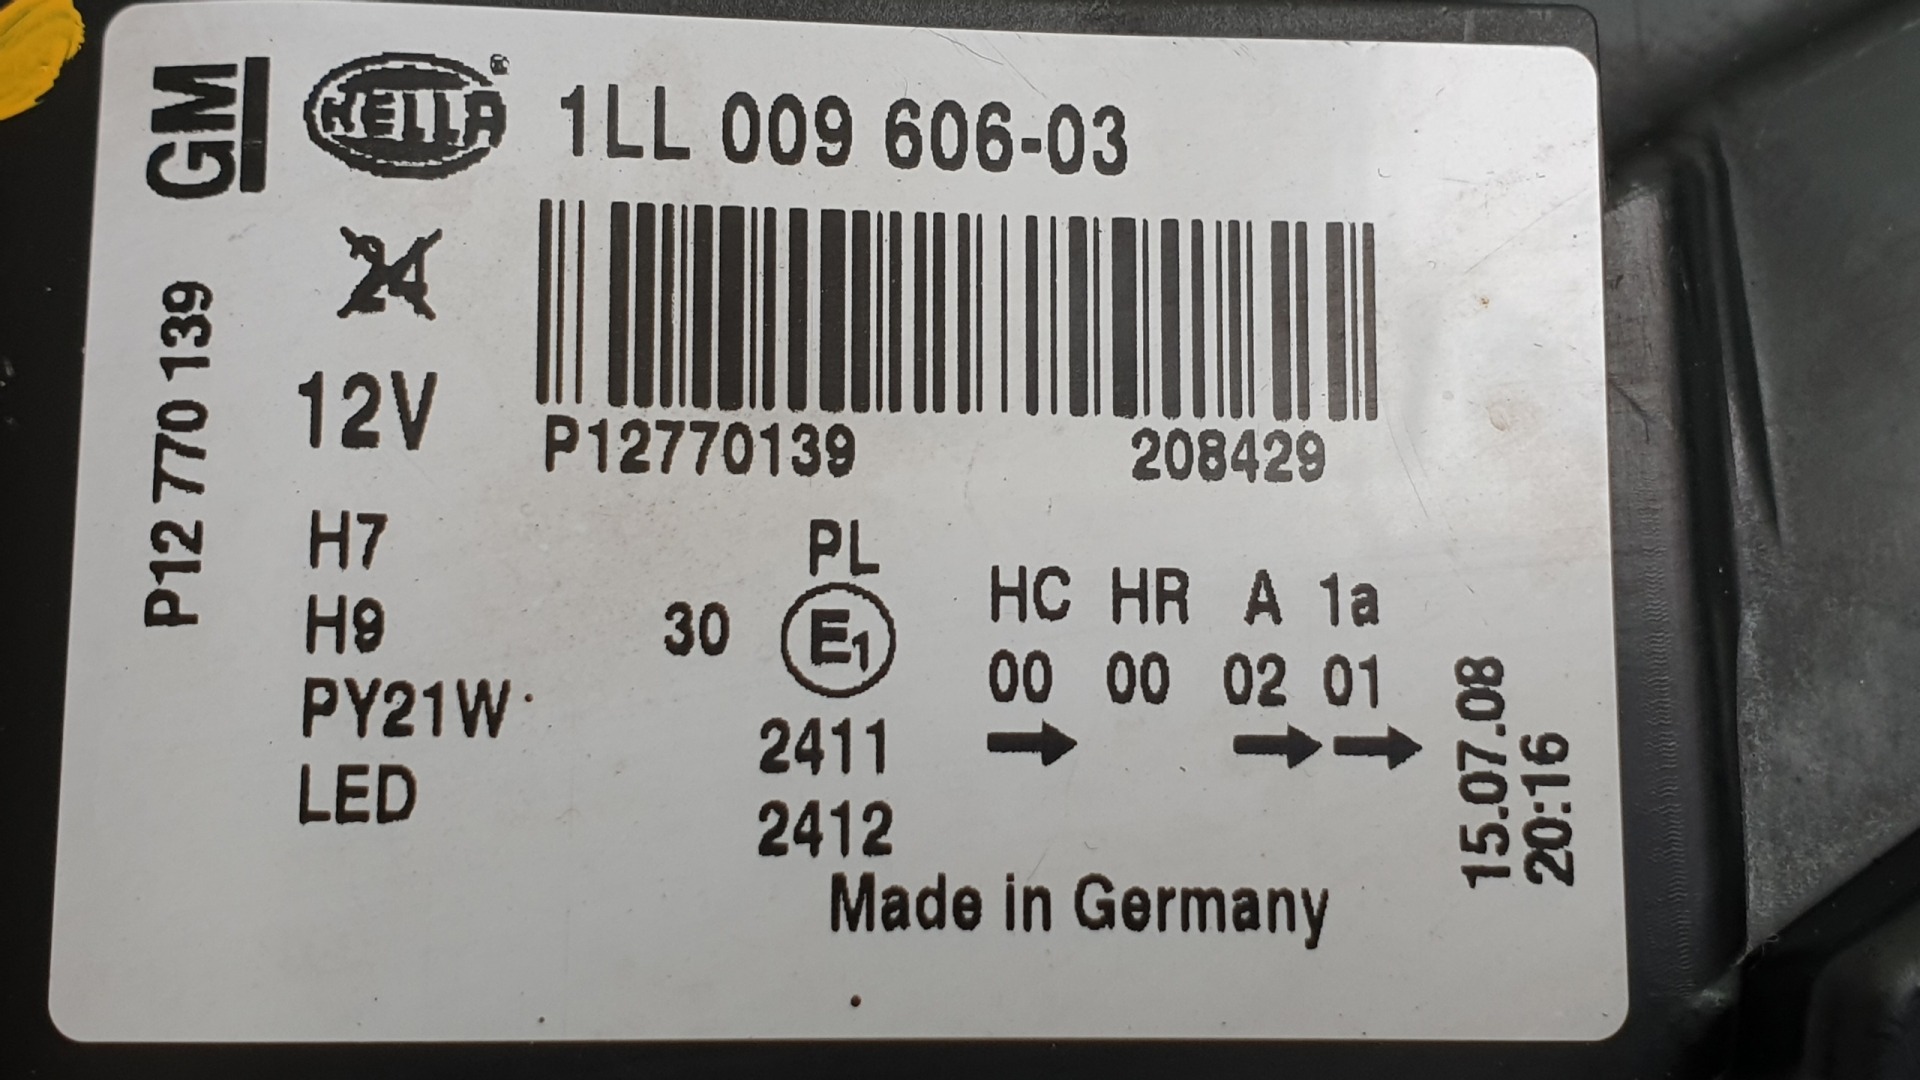 GM
HELLA® 1LL 009 606-03
24
12V
P12 770 139
P12770139 208429
H7
H9
PY21W
LED
PL
30 E1
2411
2412
HC HR A 1a
00 00 02 01
→ → →
Made in Germany
15.07.08
20:16